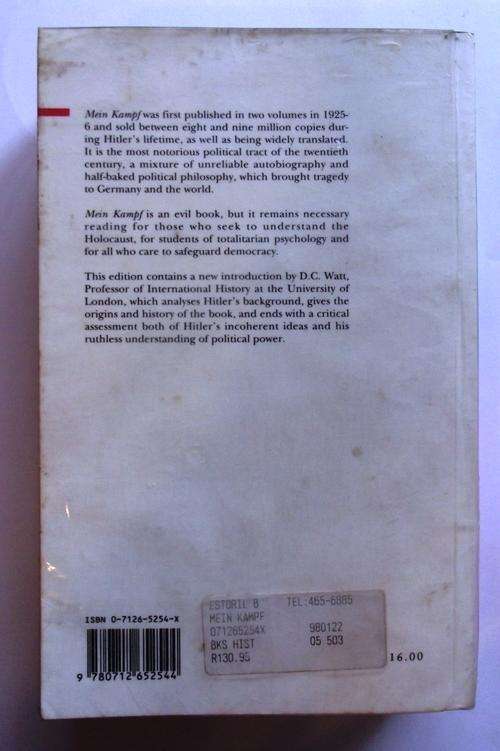 Mein Kampf was first published in two volumes in 1925-
6 and sold between eight and nine million copies dur-
ing Hitler's lifetime, as well as being widely translated.
It is the most notorious political tract of the twentieth
century, a mixture of unreliable autobiography and
half-baked political philosophy, which brought tragedy
to Germany and the world.
Mein Kampf is an evil book, but it remains necessary
reading for those who seek to understand the
Holocaust, for students of totalitarian psychology and
for all who care to safeguard democracy.
This edition contains a new introduction by D.C. Watt,
Professor of International History at the University of
London, which analyses Hitler's background, gives the
origins and history of the book, and ends with a critical
assessment both of Hitler's incoherent ideas and his
ruthless understanding of political power.
ISBN 0-7126-5254-X
9 780712 652544
ESTORIL B TEL:465-6885
MEIN KAMPF
071265254X 980122
BKS HIST 05 503
R130.95
16.00